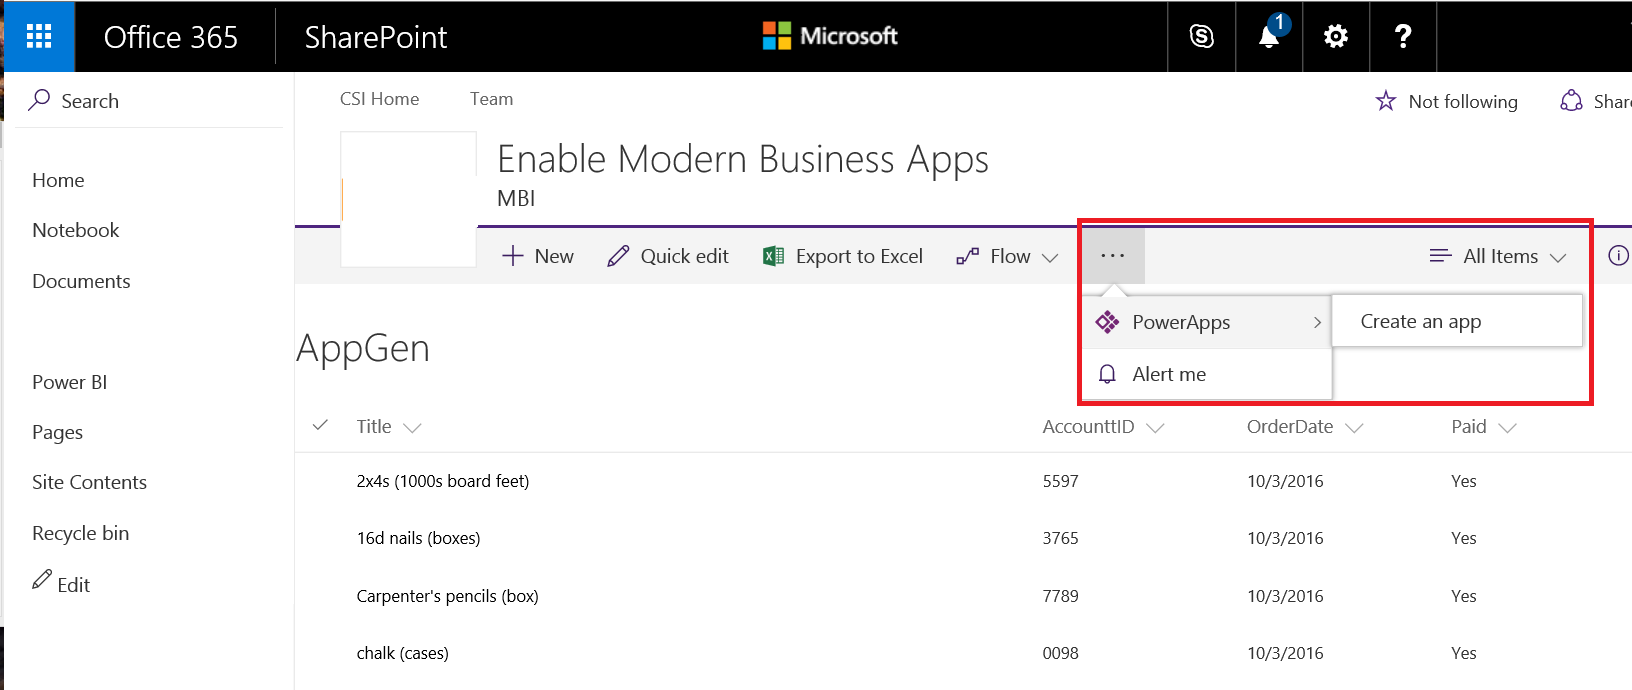 Office 365
SharePoint
Microsoft
1
?
Search
CSI Home
Team
Not following
Share
Enable Modern Business Apps
MBI
Home
Notebook
Documents
Power BI
Pages
Site Contents
Recycle bin
Edit
New
Quick edit
Export to Excel
Flow
...
All Items
PowerApps
Create an app
Alert me
AppGen
Title AccounttID OrderDate Paid
2x4s (1000s board feet) 5597 10/3/2016 Yes
16d nails (boxes) 3765 10/3/2016 Yes
Carpenter's pencils (box) 7789 10/3/2016 Yes
chalk (cases) 0098 10/3/2016 Yes